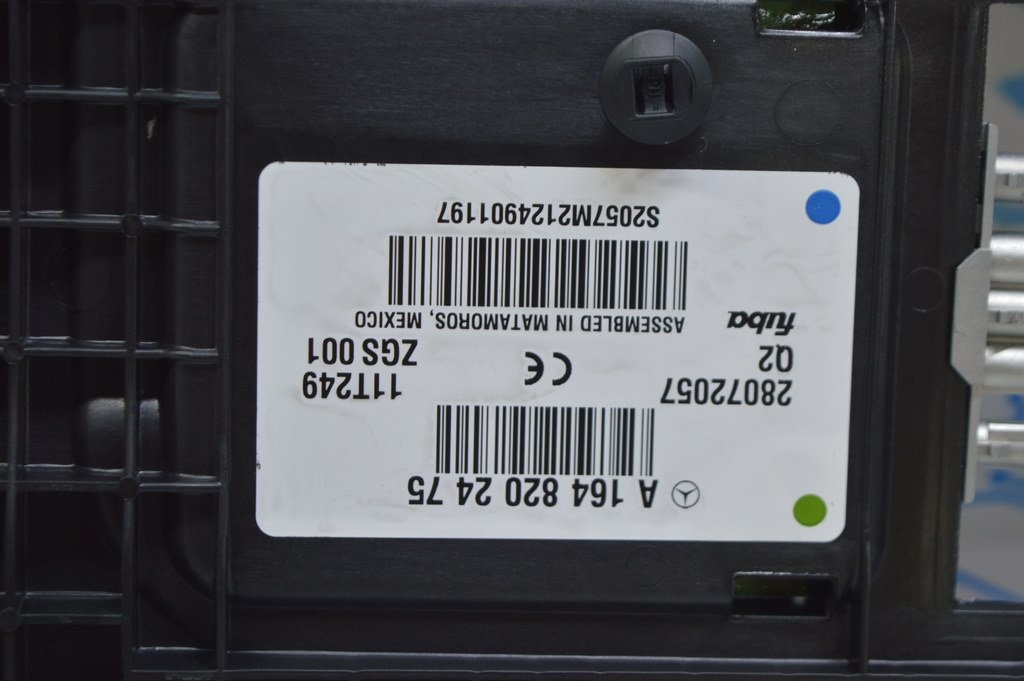 A 164 820 24 75
28072057
11T249
Q2
ZGS 001
CE
fuba
ASSEMBLED IN MATAMOROS, MEXICO
S2057M2124901197